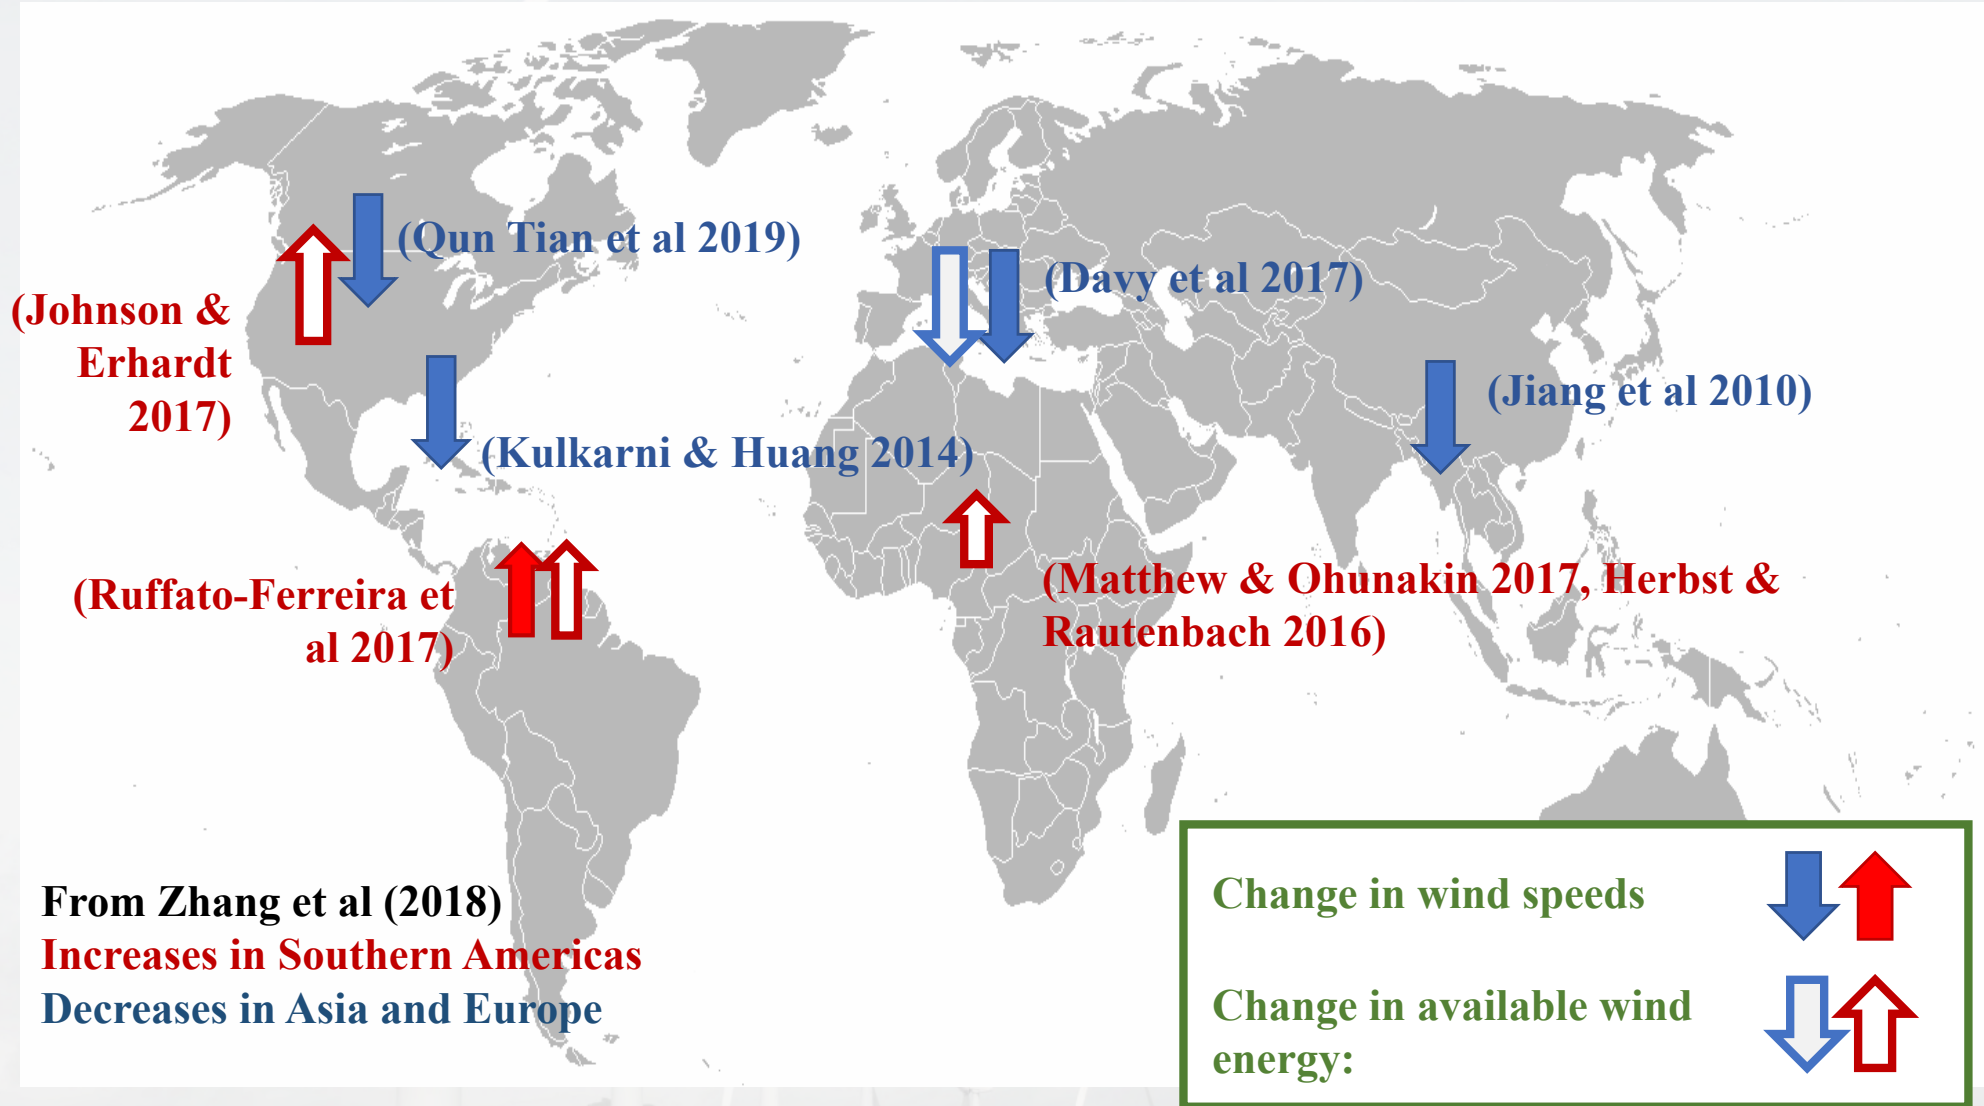 (Qun Tian et al 2019)
(Johnson &
Erhardt
2017)
(Davy et al 2017)
(Jiang et al 2010)
(Kulkarni & Huang 2014)
(Ruffato-Ferreira et
al 2017)
(Matthew & Ohunakin 2017, Herbst &
Rautenbach 2016)
From Zhang et al (2018)
Increases in Southern Americas
Decreases in Asia and Europe
Change in wind speeds
Change in available wind
energy: